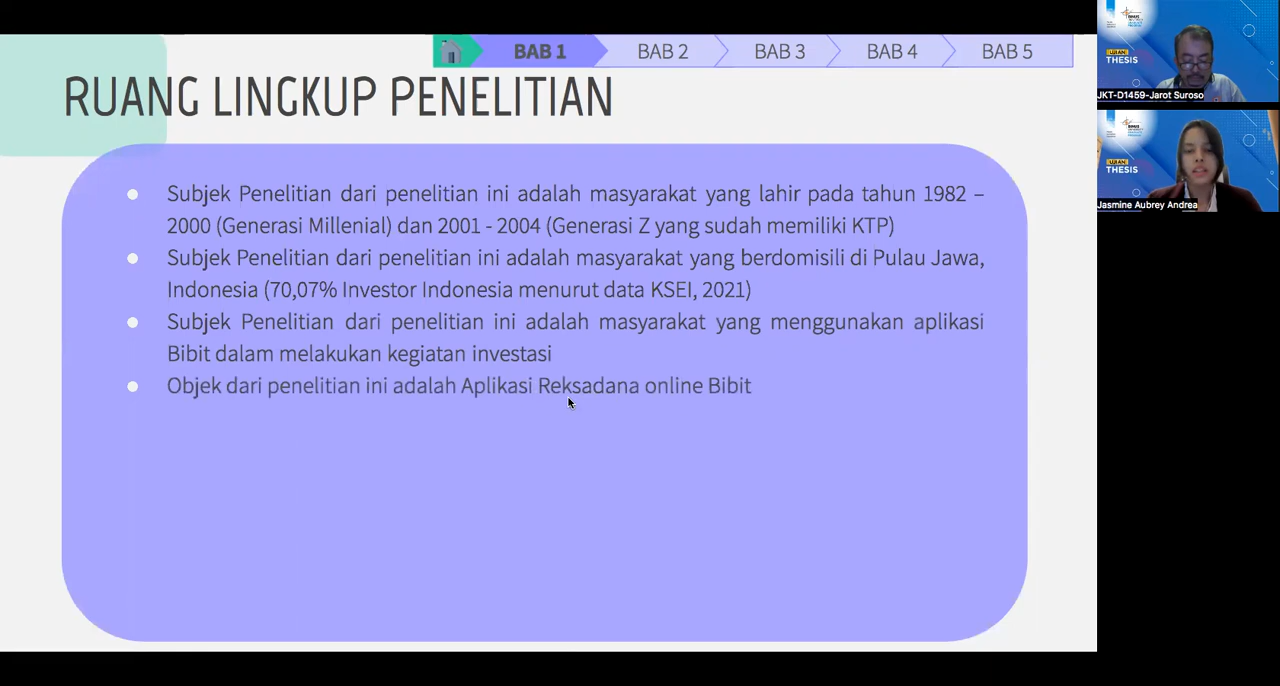 BAB 1
BAB 2
BAB 3
BAB 4
BAB 5
RUANG LINGKUP PENELITIAN
● Subjek Penelitian dari penelitian ini adalah masyarakat yang lahir pada tahun 1982 –
2000 (Generasi Millenial) dan 2001 - 2004 (Generasi Z yang sudah memiliki KTP)
● Subjek Penelitian dari penelitian ini adalah masyarakat yang berdomisili di Pulau Jawa,
Indonesia (70,07% Investor Indonesia menurut data KSEI, 2021)
● Subjek Penelitian dari penelitian ini adalah masyarakat yang menggunakan aplikasi
Bibit dalam melakukan kegiatan investasi
● Objek dari penelitian ini adalah Aplikasi Reksadana online Bibit
UJIAN
THESIS
JKT-D1459-Jarot Suroso
UJIAN
THESIS
Jasmine Aubrey Andrea